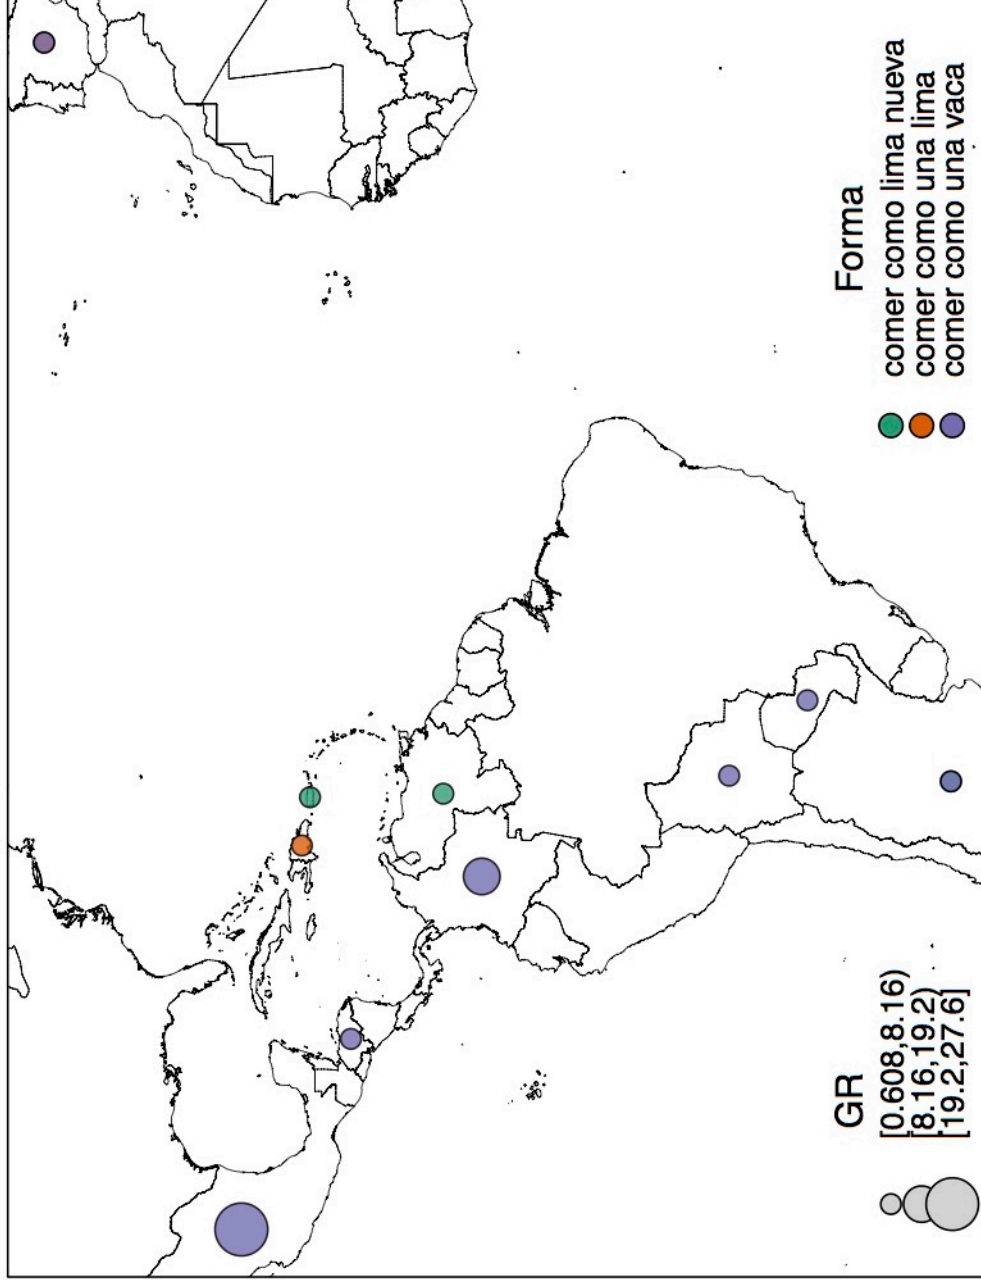 GR
[0.608,8.16)
[8.16,19.2)
[19.2,27.6]
Forma
comer como lima nueva
comer como una lima
comer como una vaca